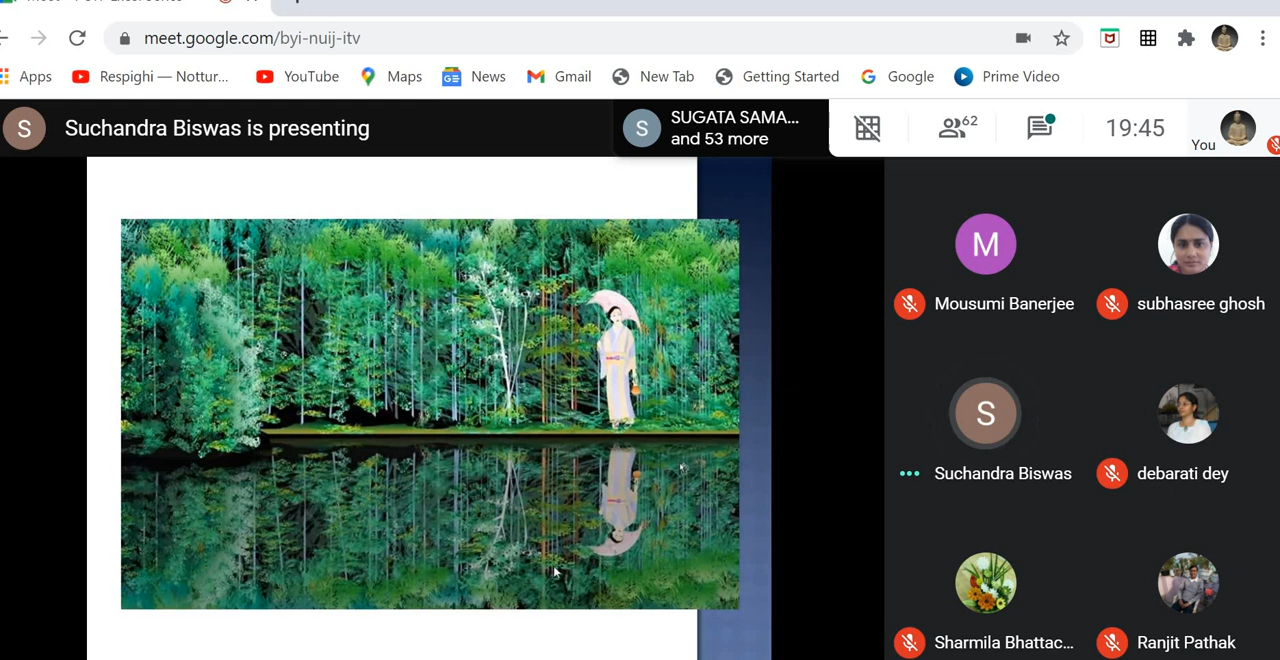 meet.google.com/byi-nuij-itv
Apps Respighi — Nottur... YouTube Maps News Gmail New Tab Getting Started Google Prime Video
S Suchandra Biswas is presenting
S SUGATA SAMA...
and 53 more
62
19:45
You
M
Mousumi Banerjee subhasree ghosh
S
Suchandra Biswas debarati dey
Sharmila Bhattac... Ranjit Pathak